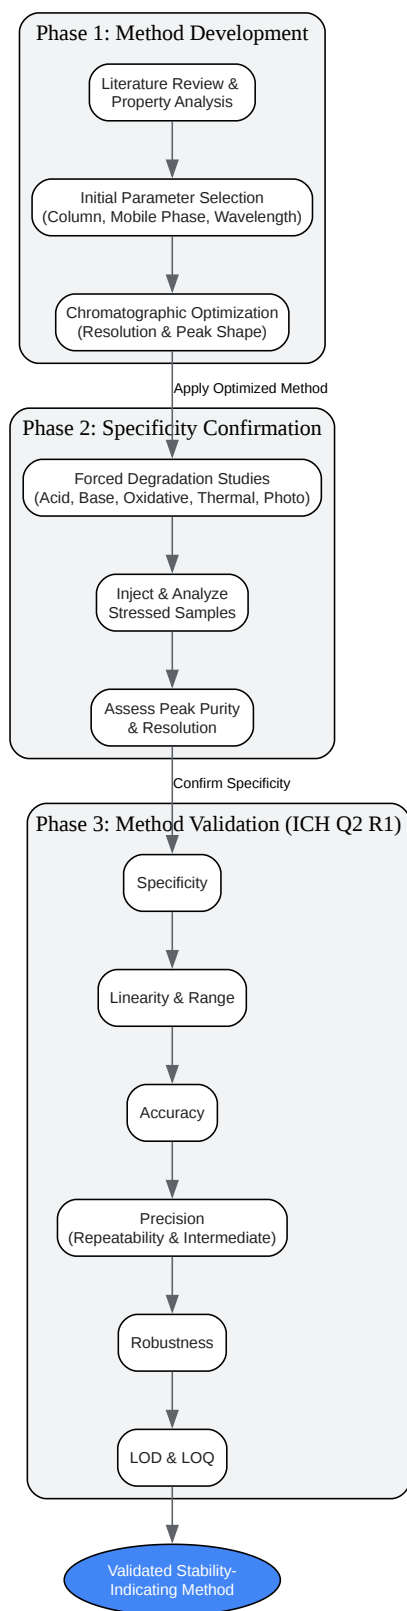 Phase 1: Method Development
Literature Review &
Property Analysis
Initial Parameter Selection
(Column, Mobile Phase, Wavelength)
Chromatographic Optimization
(Resolution & Peak Shape)
Apply Optimized Method
Phase 2: Specificity Confirmation
Forced Degradation Studies
(Acid, Base, Oxidative, Thermal, Photo)
Inject & Analyze
Stressed Samples
Assess Peak Purity
& Resolution
Confirm Specificity
Phase 3: Method Validation (ICH Q2 R1)
Specificity
Linearity & Range
Accuracy
Precision
(Repeatability & Intermediate)
Robustness
LOD & LOQ
Validated Stability-
Indicating Method